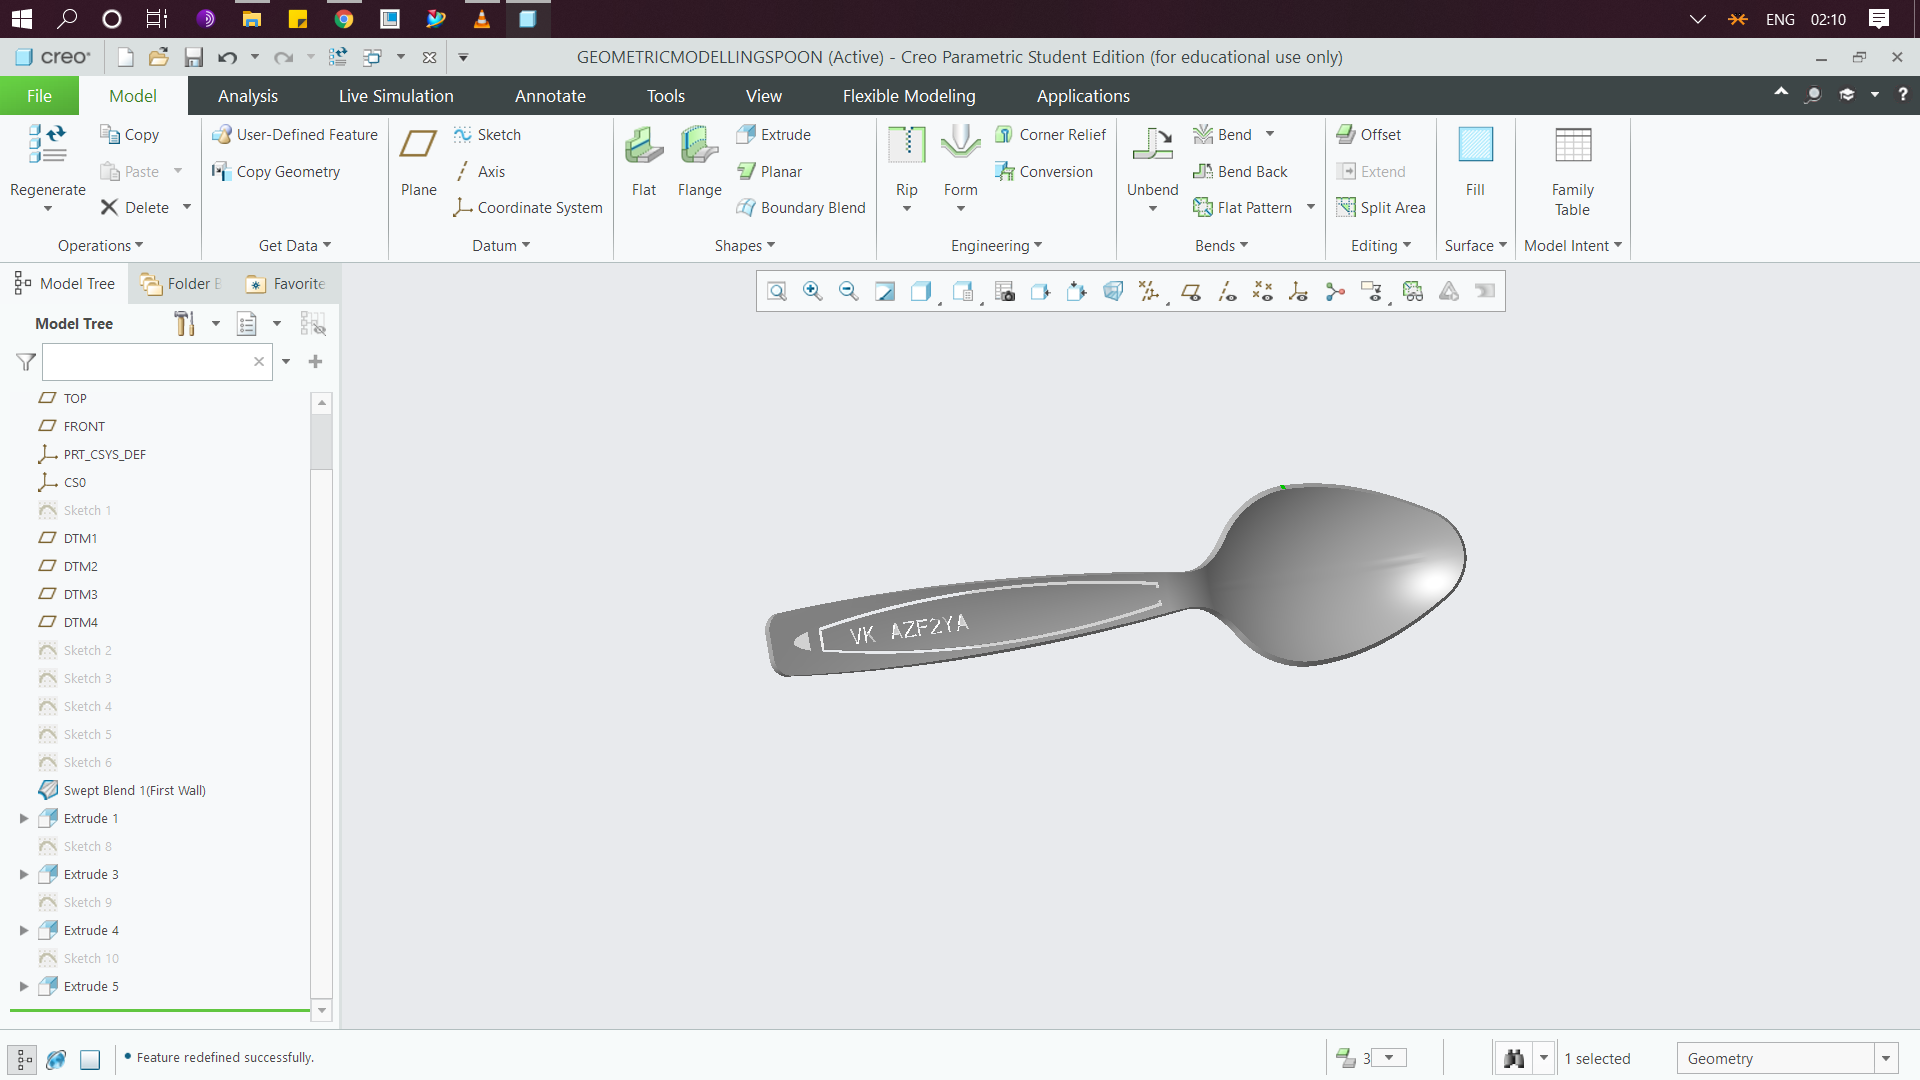 ENG 02:10
creo GEOMETRICMODELLINGSPOON (Active) - Creo Parametric Student Edition (for educational use only)
File Model Analysis Live Simulation Annotate Tools View Flexible Modeling Applications
Regenerate
Copy
Paste
Delete
Operations
User-Defined Feature
Copy Geometry
Get Data
Plane
Sketch
Axis
Coordinate System
Datum
Flat
Flange
Extrude
Planar
Boundary Blend
Shapes
Rip
Form
Corner Relief
Conversion
Engineering
Unbend
Bend
Bend Back
Flat Pattern
Bends
Offset
Extend
Split Area
Editing
Fill
Surface
Family
Table
Model Intent
Model Tree Folder Favorite
Model Tree
TOP
FRONT
PRT_CSYS_DEF
CS0
Sketch 1
DTM1
DTM2
DTM3
DTM4
Sketch 2
Sketch 3
Sketch 4
Sketch 5
Sketch 6
Swept Blend 1(First Wall)
Extrude 1
Sketch 8
Extrude 3
Sketch 9
Extrude 4
Sketch 10
Extrude 5
VK AZF2YA
Feature redefined successfully.
3
1 selected
Geometry